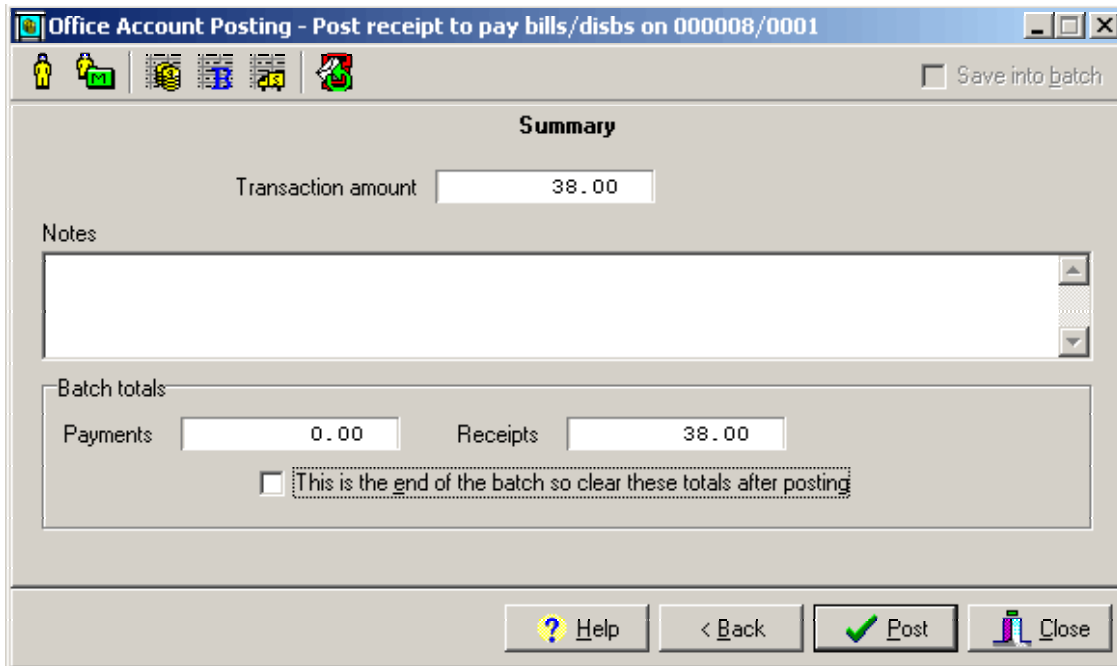 Office Account Posting - Post receipt to pay bills/disbs on 000008/0001
Save into batch
Summary
Transaction amount 38.00
Notes
Batch totals
Payments 0.00 Receipts 38.00
This is the end of the batch so clear these totals after posting
? Help < Back Post Close